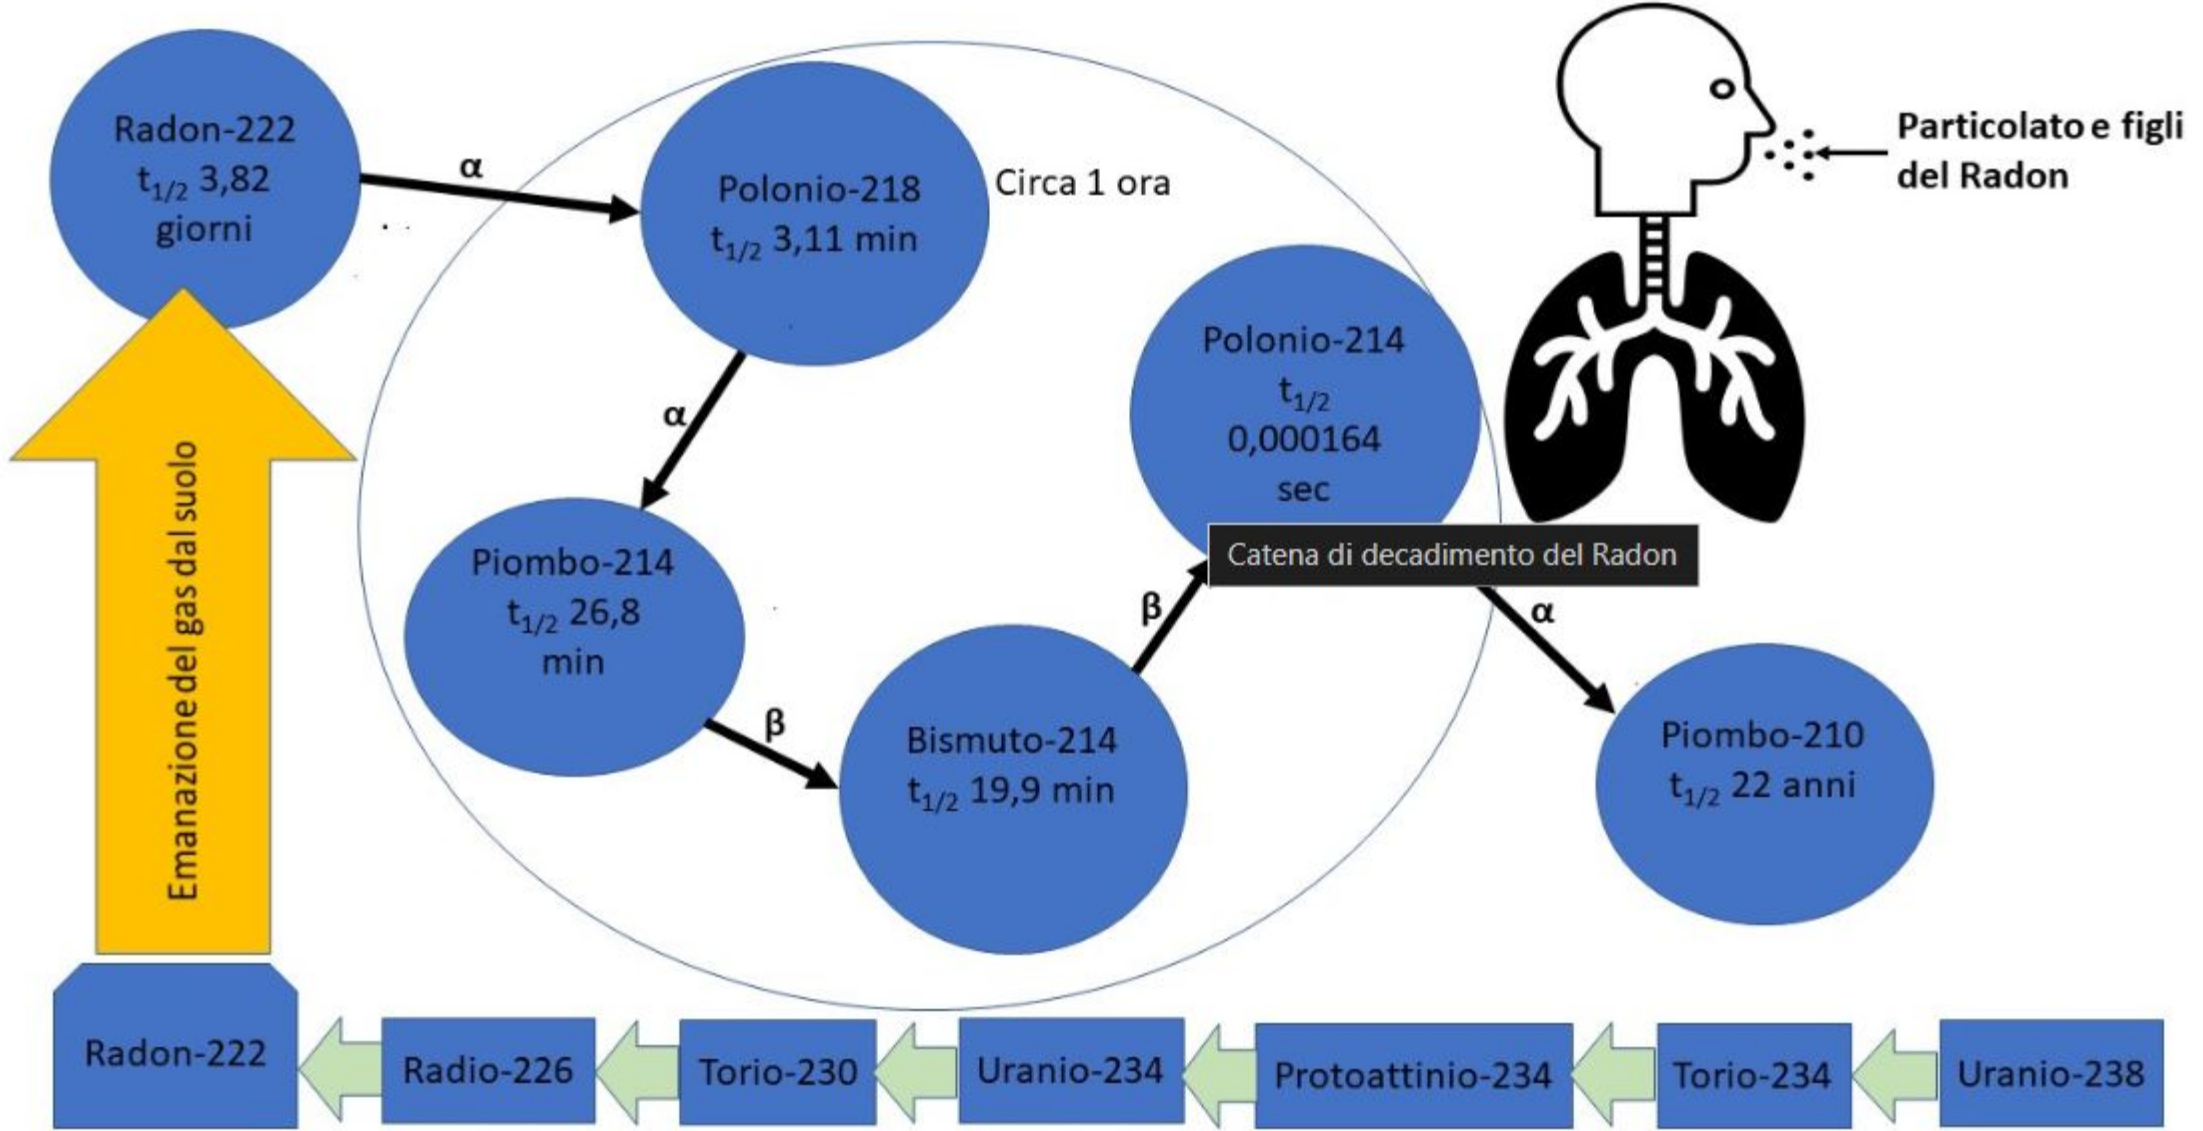 Radon-222
t1/2 3,82
giorni
α
Polonio-218
t1/2 3,11 min
Circa 1 ora
Particolato e figli
del Radon
Polonio-214
t1/2
0,000164
sec
Catena di decadimento del Radon
α
Piombo-214
t1/2 26,8
min
β
Bismuto-214
t1/2 19,9 min
β
α
Piombo-210
t1/2 22 anni
Emanazione del gas dal suolo
Radon-222
Radio-226
Torio-230
Uranio-234
Protoattinio-234
Torio-234
Uranio-238